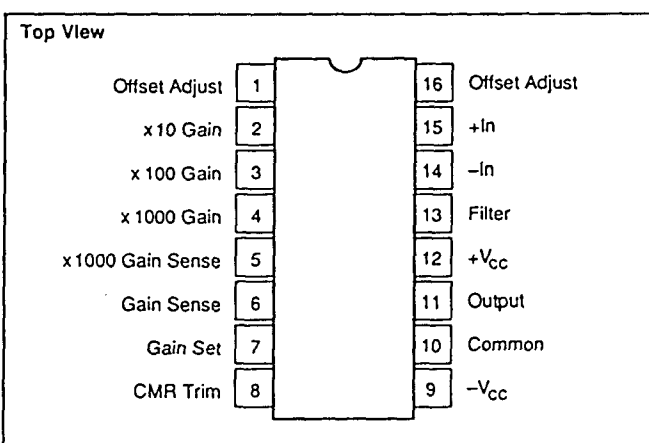 Top View
Offset Adjust 1 16 Offset Adjust
x10 Gain 2 15 +In
x 100 Gain 3 14 –In
x 1000 Gain 4 13 Filter
x1000 Gain Sense 5 12 +VCC
Gain Sense 6 11 Output
Gain Set 7 10 Common
CMR Trim 8 9 –VCC